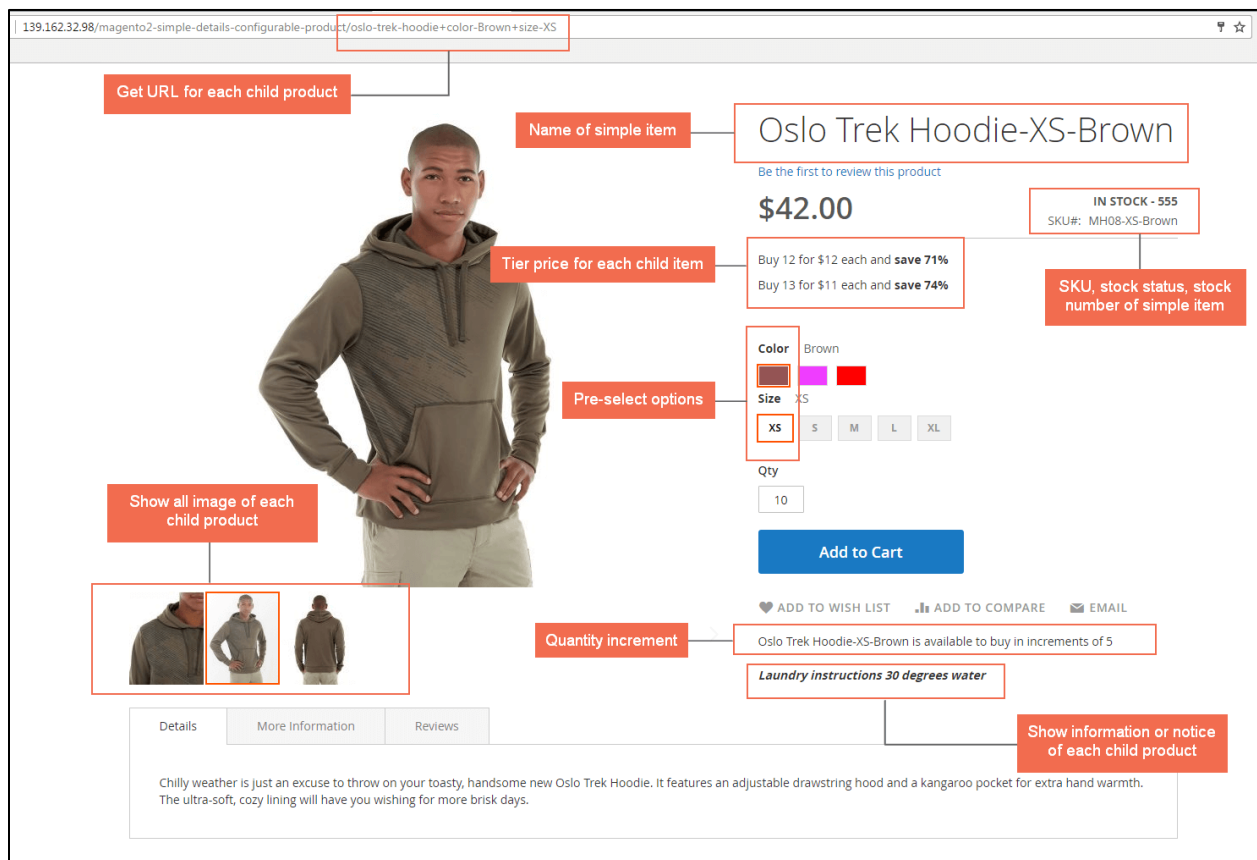 139.162.32.98/magento2-simple-details-configurable-product/oslo-trek-hoodie+color-Brown+size-XS
Get URL for each child product
Name of simple item
Oslo Trek Hoodie-XS-Brown
Be the first to review this product
$42.00
IN STOCK - 555
SKU#: MH08-XS-Brown
Tier price for each child item
Buy 12 for $12 each and save 71%
Buy 13 for $11 each and save 74%
SKU, stock status, stock
number of simple item
Color Brown
Pre-select options
Size XS
XS S M L XL
Qty
10
Show all image of each
child product
Add to Cart
ADD TO WISH LIST ADD TO COMPARE EMAIL
Quantity increment
Oslo Trek Hoodie-XS-Brown is available to buy in increments of 5
Laundry instructions 30 degrees water
Details More Information Reviews
Show information or notice
of each child product
Chilly weather is just an excuse to throw on your toasty, handsome new Oslo Trek Hoodie. It features an adjustable drawstring hood and a kangaroo pocket for extra hand warmth.
The ultra-soft, cozy lining will have you wishing for more brisk days.